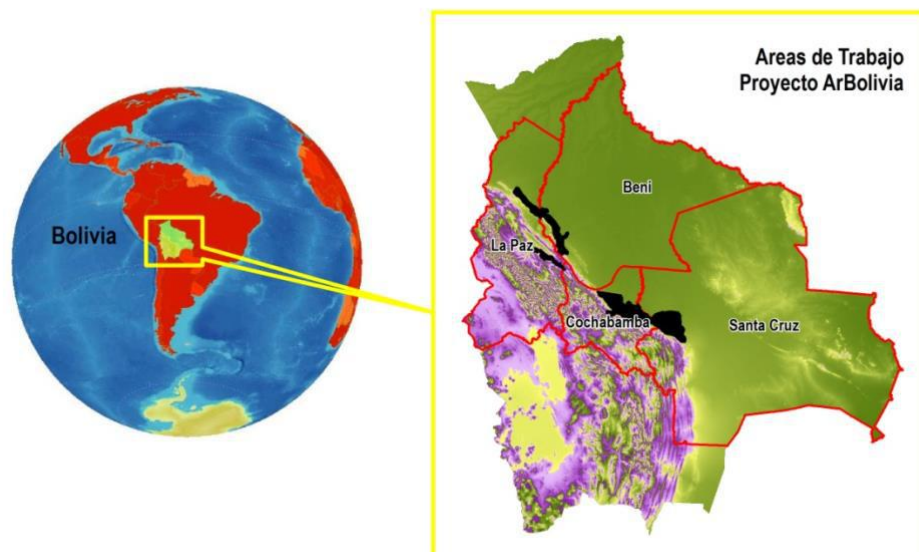 Areas de Trabajo
Proyecto ArBolivia
Bolivia
Beni
La Paz
Cochabamba
Santa Cruz